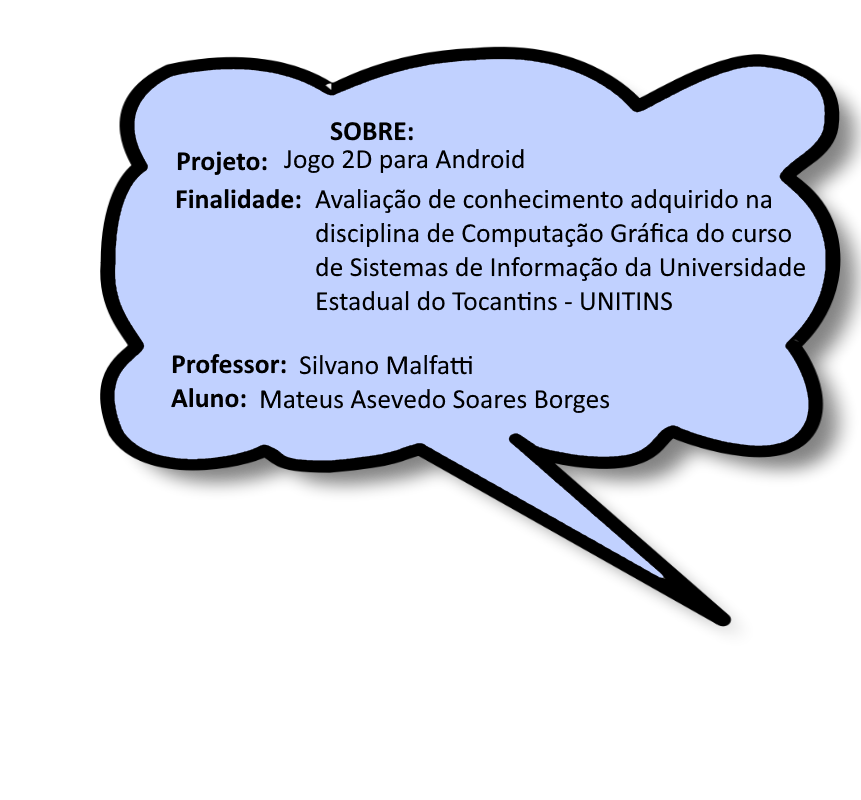 SOBRE:
Projeto: Jogo 2D para Android
Finalidade: Avaliação de conhecimento adquirido na
disciplina de Computação Gráfica do curso
de Sistemas de Informação da Universidade
Estadual do Tocantins - UNITINS
Professor: Silvano Malfatti
Aluno: Mateus Asevedo Soares Borges